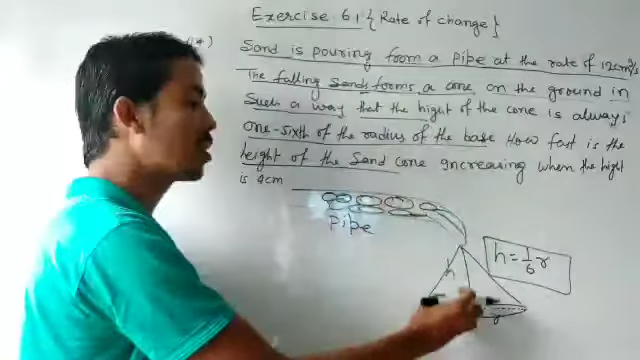 Exercise 6.1 {Rate of change}
Sand is pouring from a pipe at the rate of 12cm³/s
The falling sands forms a cone on the ground in
Such a way that the hight of the cone is always
one-sixth of the radius of the base How fast is the
height of the Sand cone increasing when the hight
is 4cm
pipe
h
h = 1/6 r